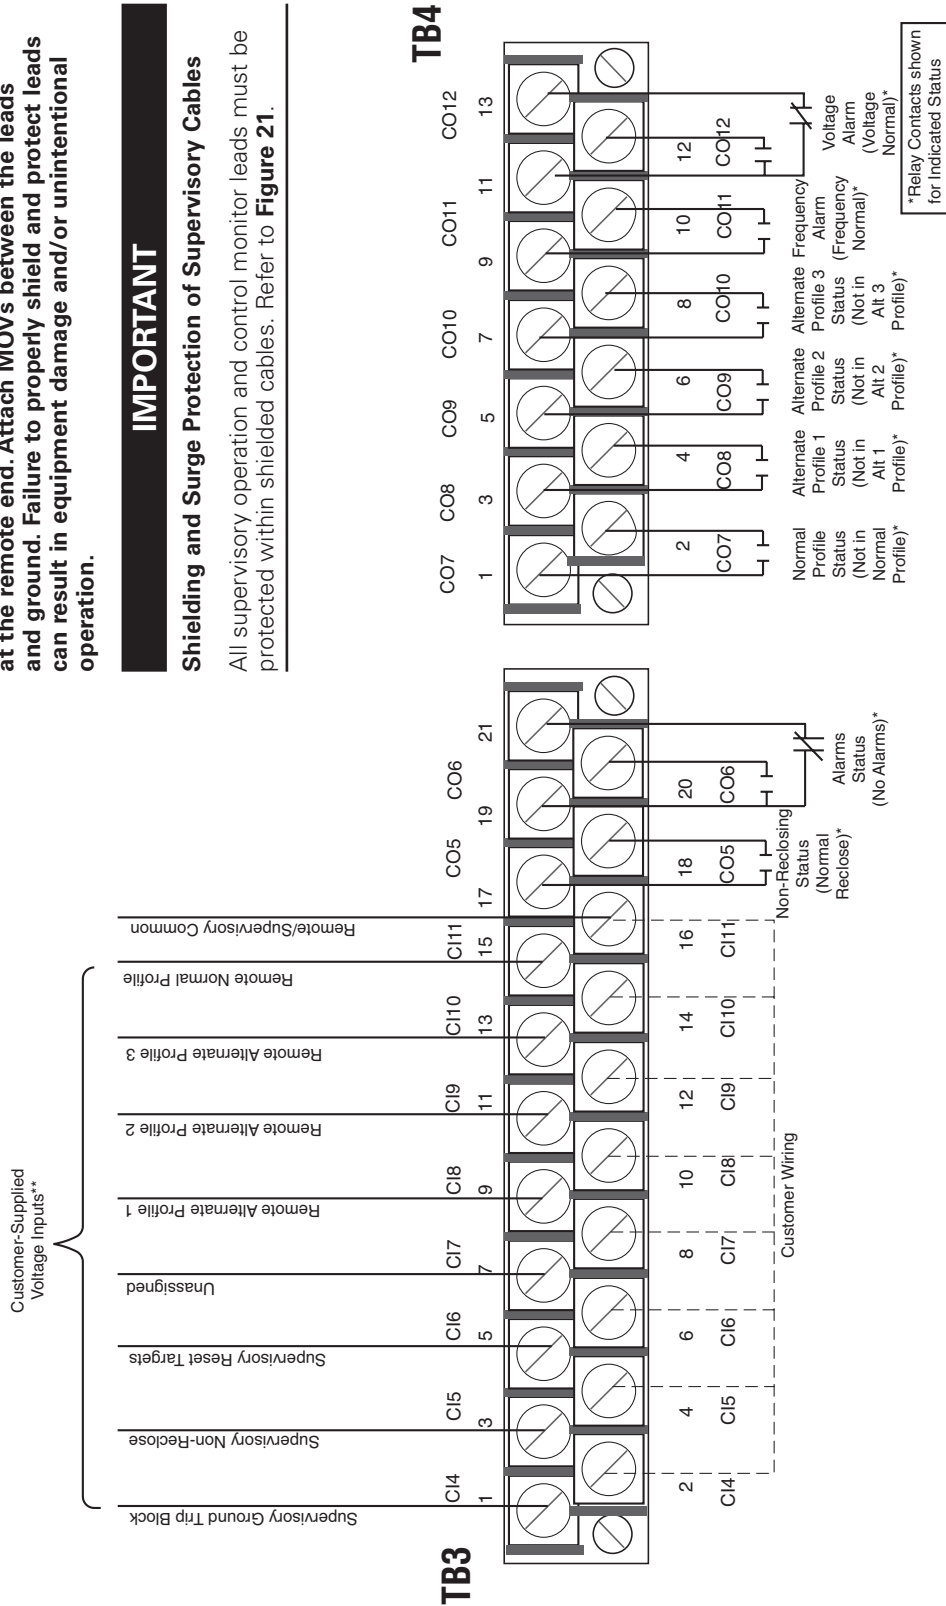 at the remote end. Attach MOVs between the leads
and ground. Failure to properly shield and protect leads
can result in equipment damage and/or unintentional
operation.
IMPORTANT
Shielding and Surge Protection of Supervisory Cables
All supervisory operation and control monitor leads must be
protected within shielded cables. Refer to Figure 21.
Customer-Supplied
Voltage Inputs**
Supervisory Ground Trip Block
Supervisory Non-Reclose
Supervisory Reset Targets
Unassigned
Remote Alternate Profile 1
Remote Alternate Profile 2
Remote Alternate Profile 3
Remote Normal Profile
Remote/Supervisory Common
TB3
CI4 CI5 CI6 CI7 CI8 CI9 CI10 CI11 CO5 CO6
1 3 5 7 9 11 13 15 17 19 21
2 4 6 8 10 12 14 16 18 20
CI4 CI5 CI6 CI7 CI8 CI9 CI10 CI11 CO5 CO6
Customer Wiring
Non-Reclosing
Status
(Normal
Reclose)*
Alarms
Status
(No Alarms)*
TB4
CO7 CO8 CO9 CO10 CO11 CO12
1 3 5 7 9 11 13
2 4 6 8 10 12
CO7 CO8 CO9 CO10 CO11 CO12
Normal
Profile
Status
(Not in
Normal
Profile)*
Alternate
Profile 1
Status
(Not in
Alt 1
Profile)*
Alternate
Profile 2
Status
(Not in
Alt 2
Profile)*
Alternate
Profile 3
Status
(Not in
Alt 3
Profile)*
Frequency
Alarm
(Frequency
Normal)*
Voltage
Alarm
(Voltage
Normal)*
*Relay Contacts shown
for Indicated Status